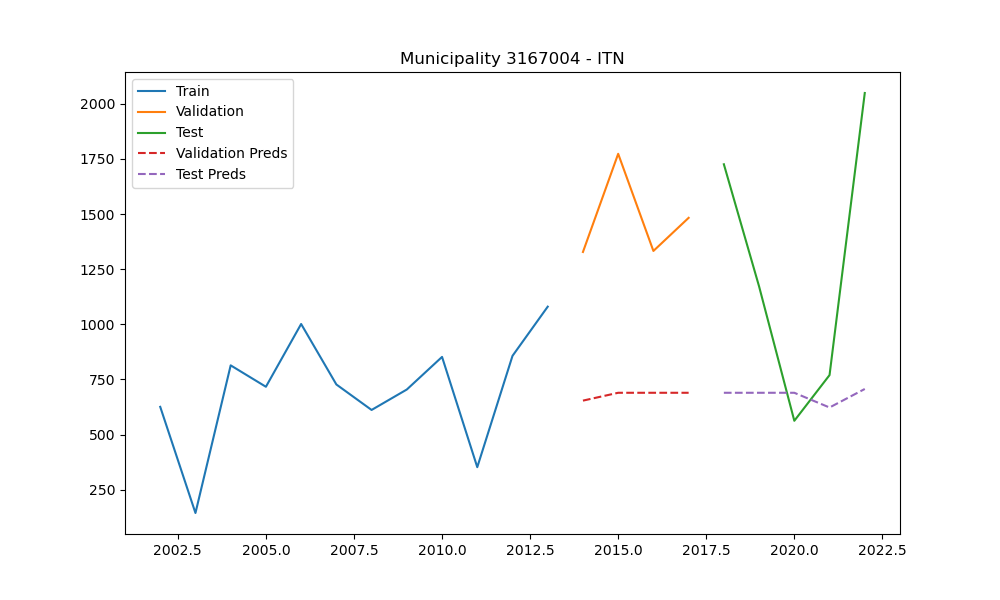 Municipality 3167004 - ITN
Train
Validation
Test
Validation Preds
Test Preds
2000
1750
1500
1250
1000
750
500
250
2002.5 2005.0 2007.5 2010.0 2012.5 2015.0 2017.5 2020.0 2022.5